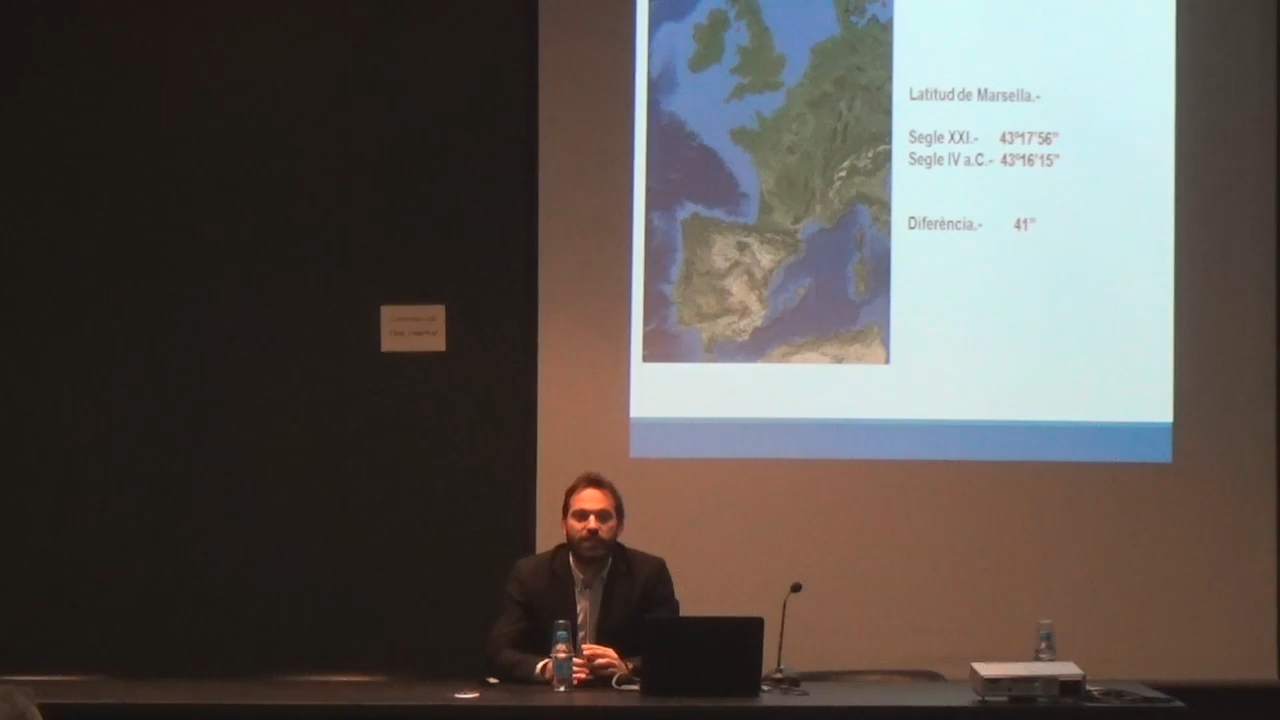 Latitud de Marsella.-
Segle XXI.- 43º17'56"
Segle IV a.C.- 43º16'15"
Diferència.- 41"